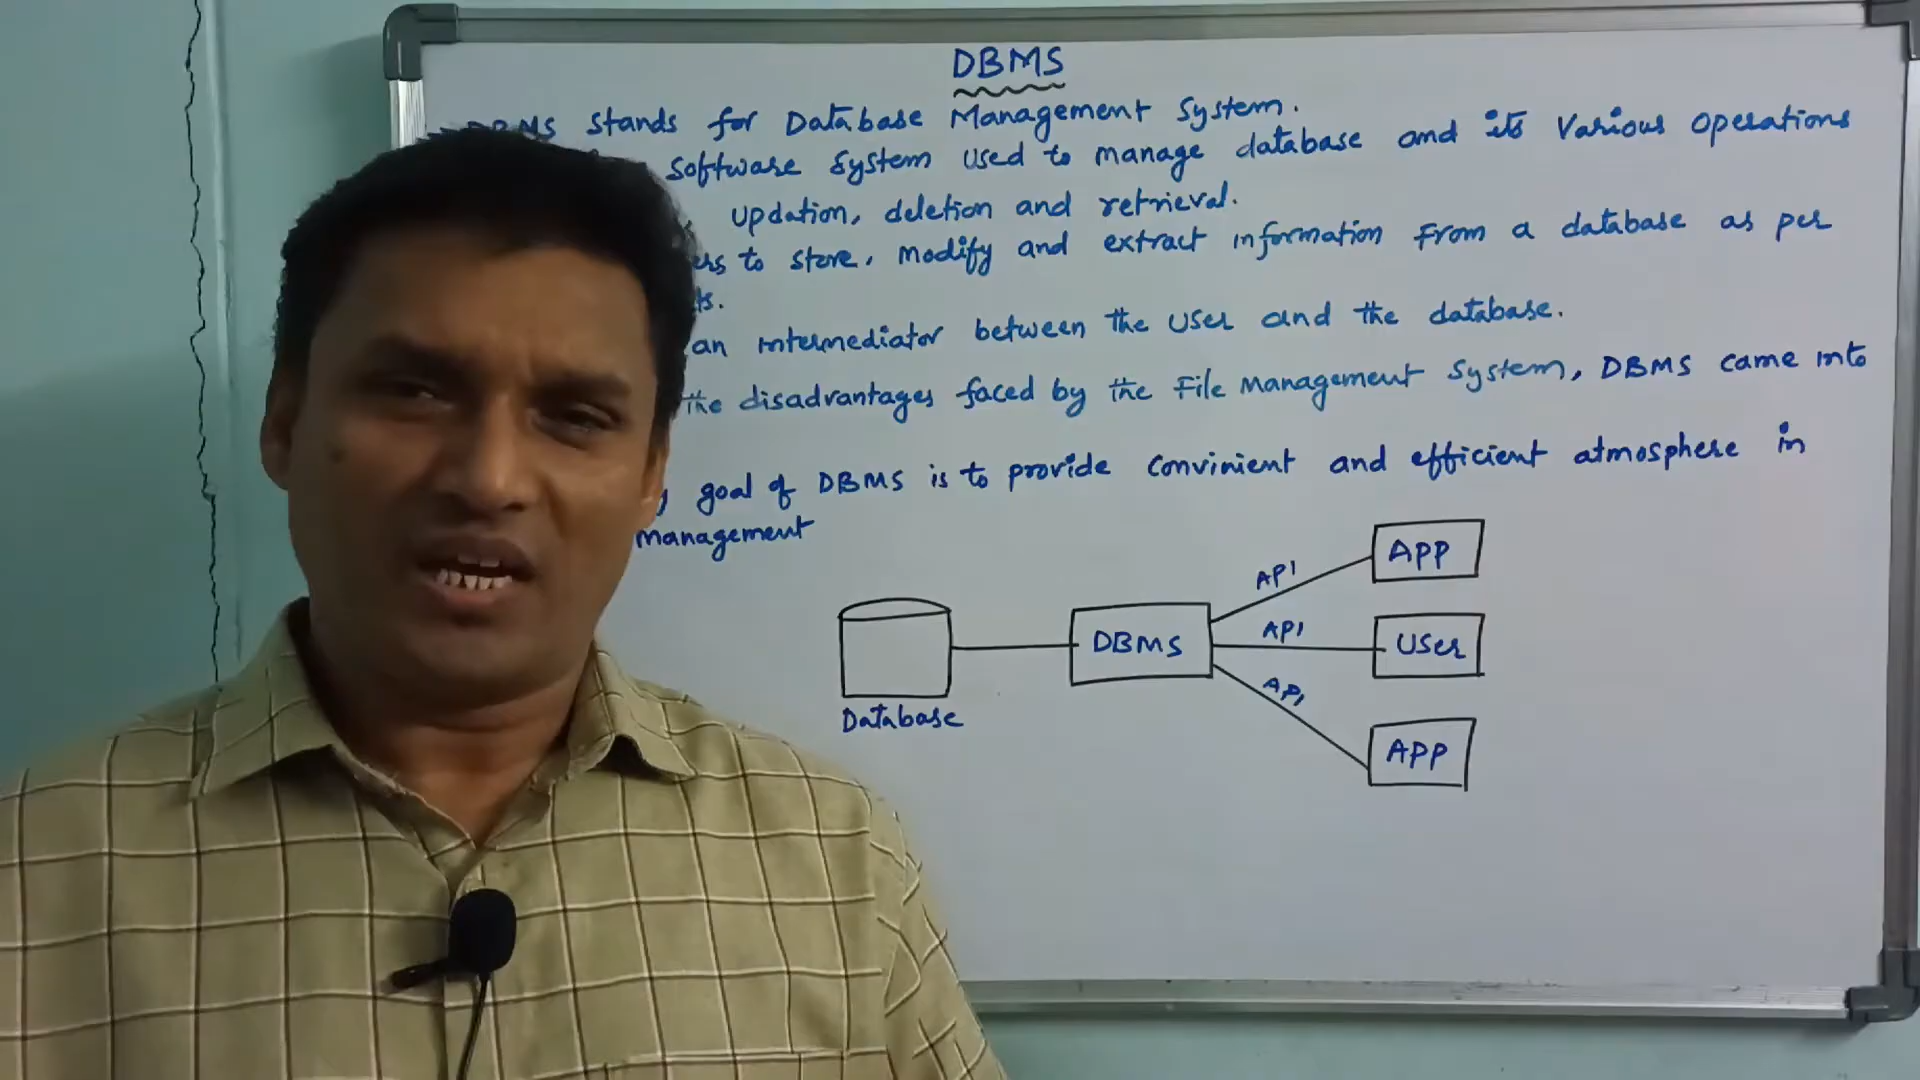 DBMS
DBMS stands for Database Management System.
software system used to manage database and its various operations
updation, deletion and retrieval.
to store, modify and extract information from a database as per
an intermediator between the user and the database.
the disadvantages faced by the File Management System, DBMS came into
goal of DBMS is to provide convinient and efficient atmosphere in
management
API
APP
Database
DBMS
API
User
API
APP